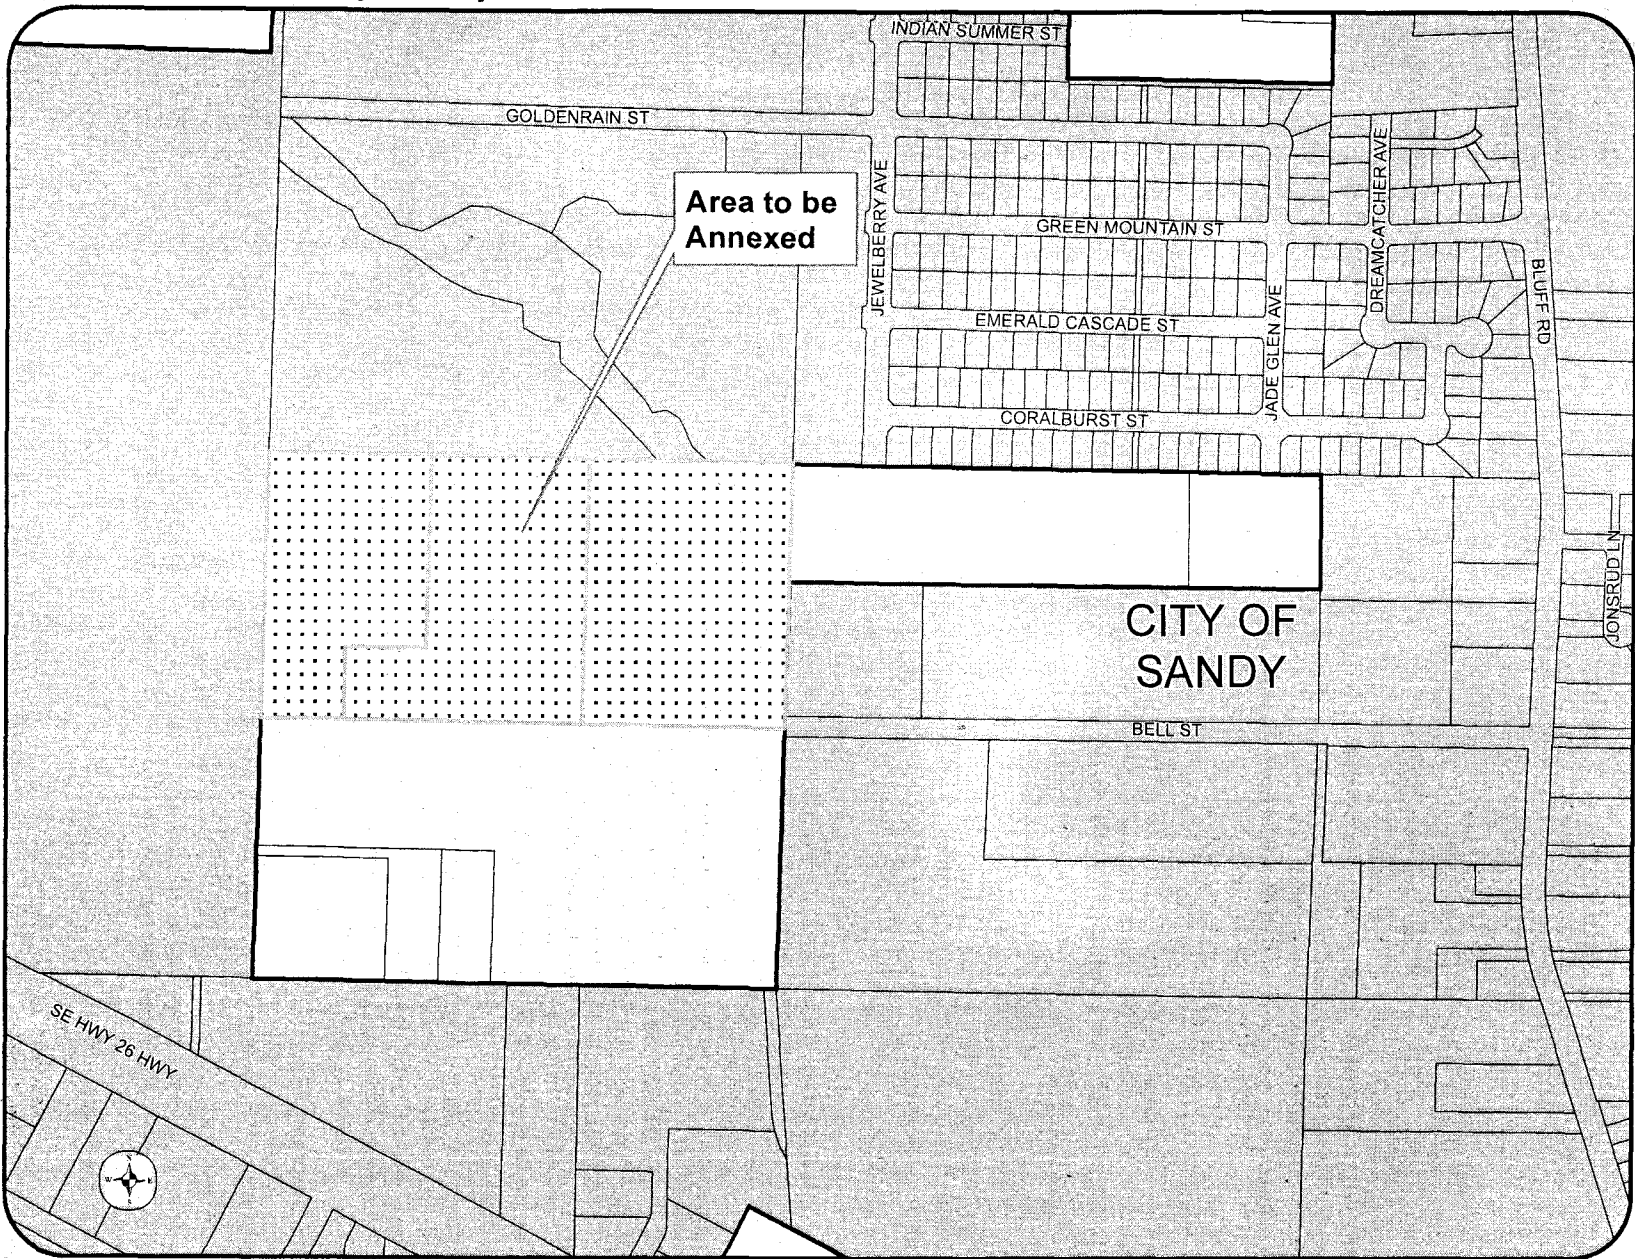 INDIAN SUMMER ST
GOLDENRAIN ST
DREAMCATCHER AVE
JEWELBERRY AVE
Area to be
Annexed
GREEN MOUNTAIN ST
BLUFF RD
JADE GLEN AVE
EMERALD CASCADE ST
CORALBURST ST
JONSRUD LN
CITY OF
SANDY
BELL ST
SE HWY 26 HWY
N
W E
S